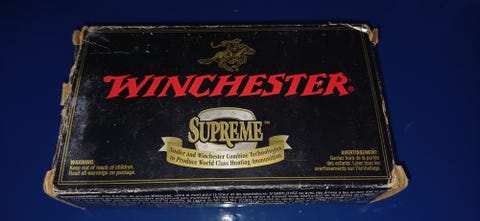 WINCHESTER®
SUPREME™
Nosler and Winchester Combine Technologies
to Produce World Class Hunting Ammunition
WARNING:
Keep out of reach of children.
Read all warnings on package.
AVERTISSEMENT:
Gardez hors de la portée
des enfants. Lisez tous les
avertissements sur l'emballage.